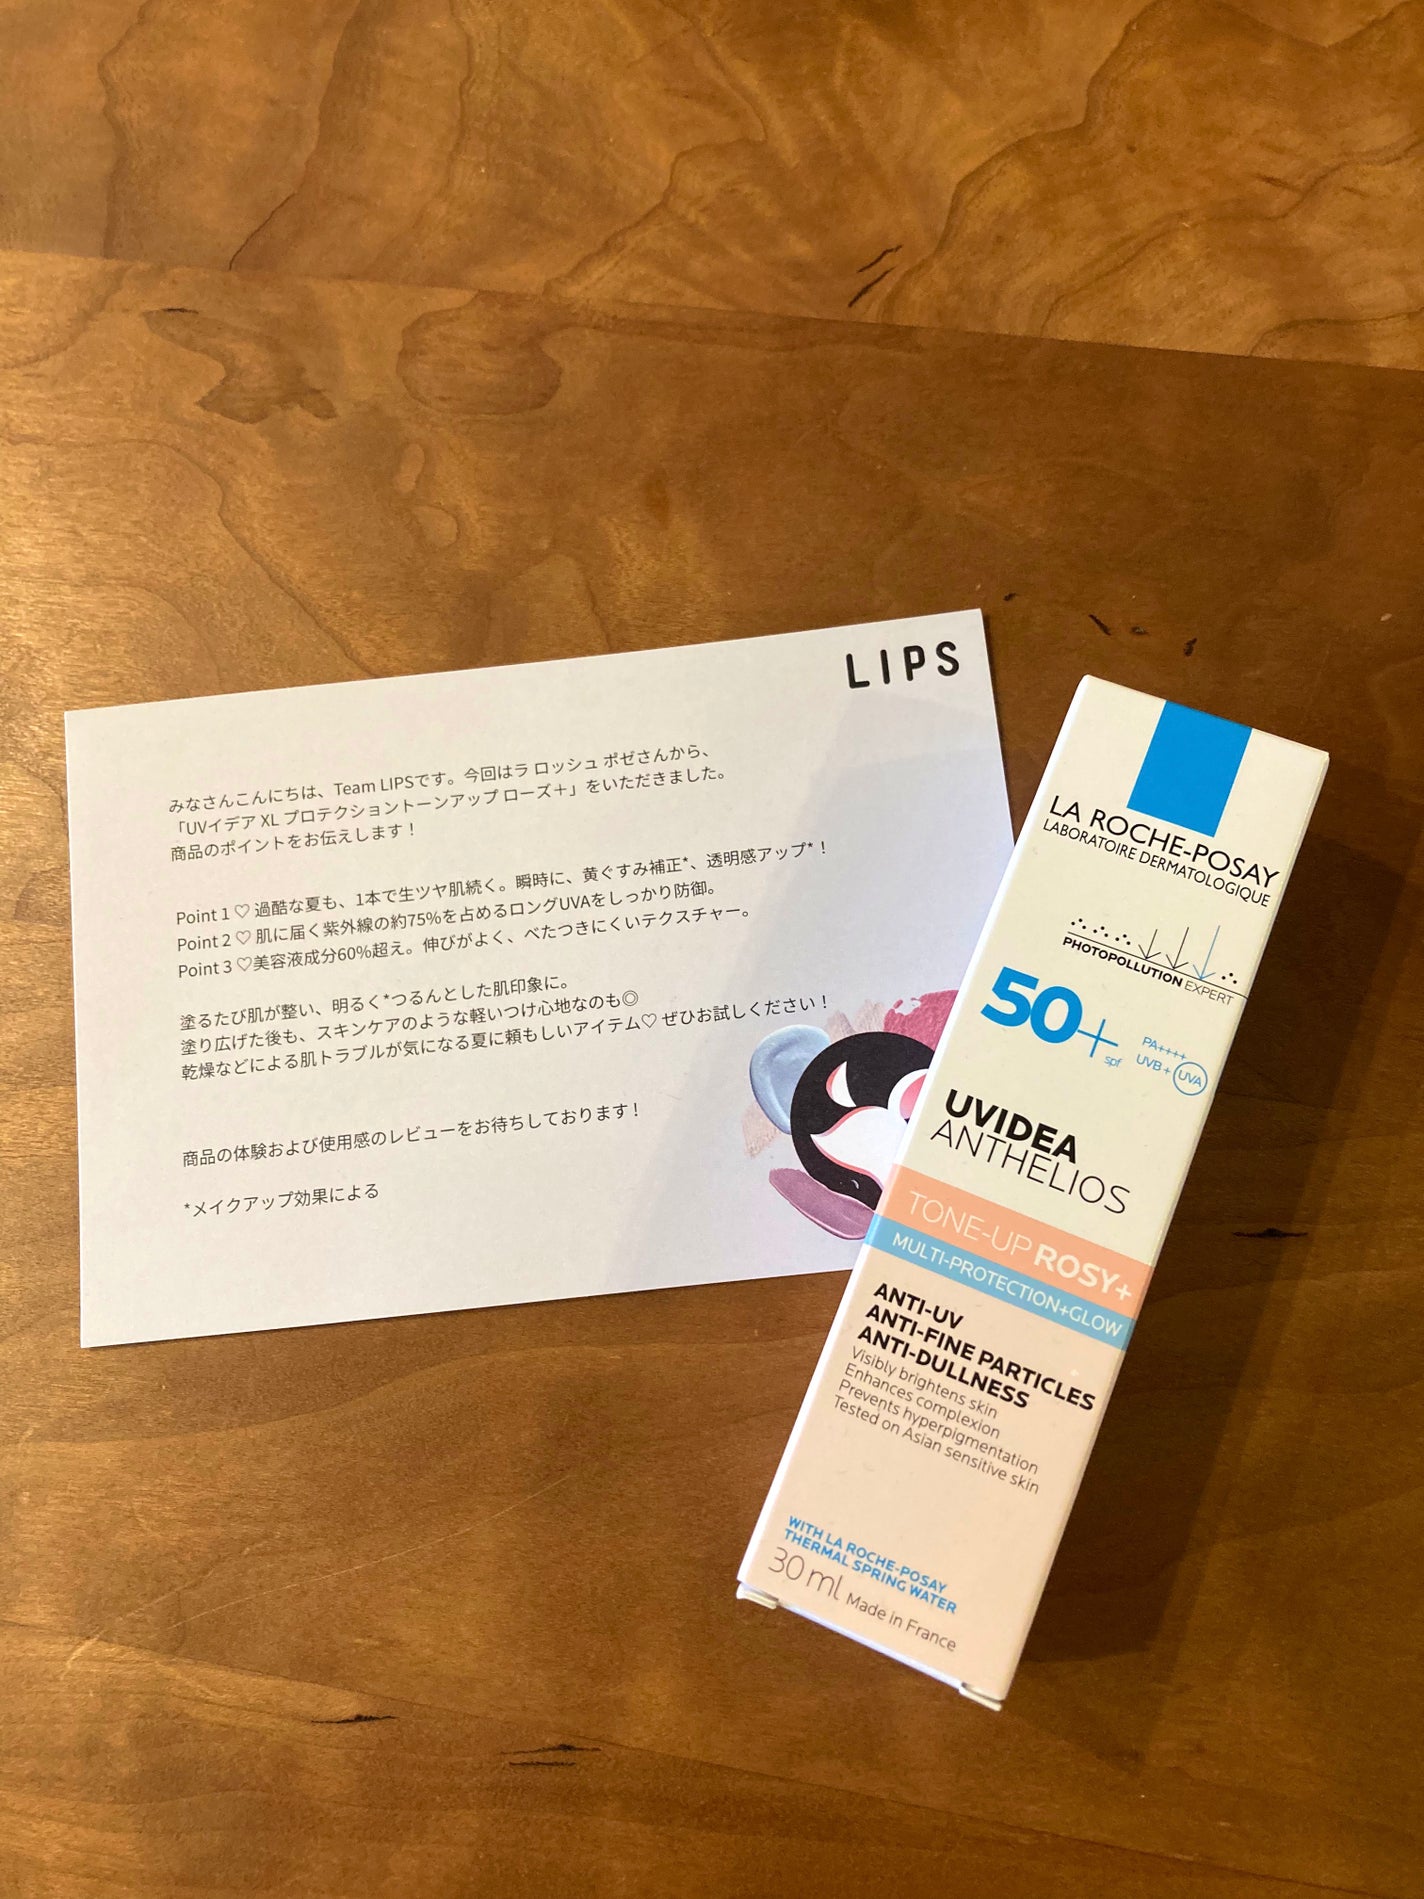 LIPS
みなさんこんにちは、Team LIPSです。今回はラ ロッシュ ポゼさんから、
「UVイデア XL プロテクショントーンアップ ローズ＋」をいただきました。
商品のポイントをお伝えします！
Point 1 ♡ 過酷な夏も、1本で生ツヤ肌続く。瞬時に、黄ぐすみ補正*、透明感アップ*！
Point 2 ♡ 肌に届く紫外線の約75%を占めるロングUVAをしっかり防御。
Point 3 ♡美容液成分60%超え。伸びがよく、べたつきにくいテクスチャー。
塗るたび肌が整い、明るく*つるんとした肌印象に。
塗り広げた後も、スキンケアのような軽いつけ心地なのも◎
乾燥などによる肌トラブルが気になる夏に頼もしいアイテム♡ ぜひお試しください！
商品の体験および使用感のレビューをお待ちしております！
*メイクアップ効果による
LA ROCHE-POSAY
LABORATOIRE DERMATOLOGIQUE
PHOTOPOLLUTION EXPERT
50+ spf
PA++++
UVB+ UVA
UVIDEA
ANTHELIOS
TONE-UP ROSY+
MULTI-PROTECTION+GLOW
ANTI-UV
ANTI-FINE PARTICLES
ANTI-DULLNESS
Visibly brightens skin
Enhances complexion
Prevents hyperpigmentation
Tested on Asian sensitive skin
WITH LA ROCHE-POSAY
THERMAL SPRING WATER
30 ml Made in France